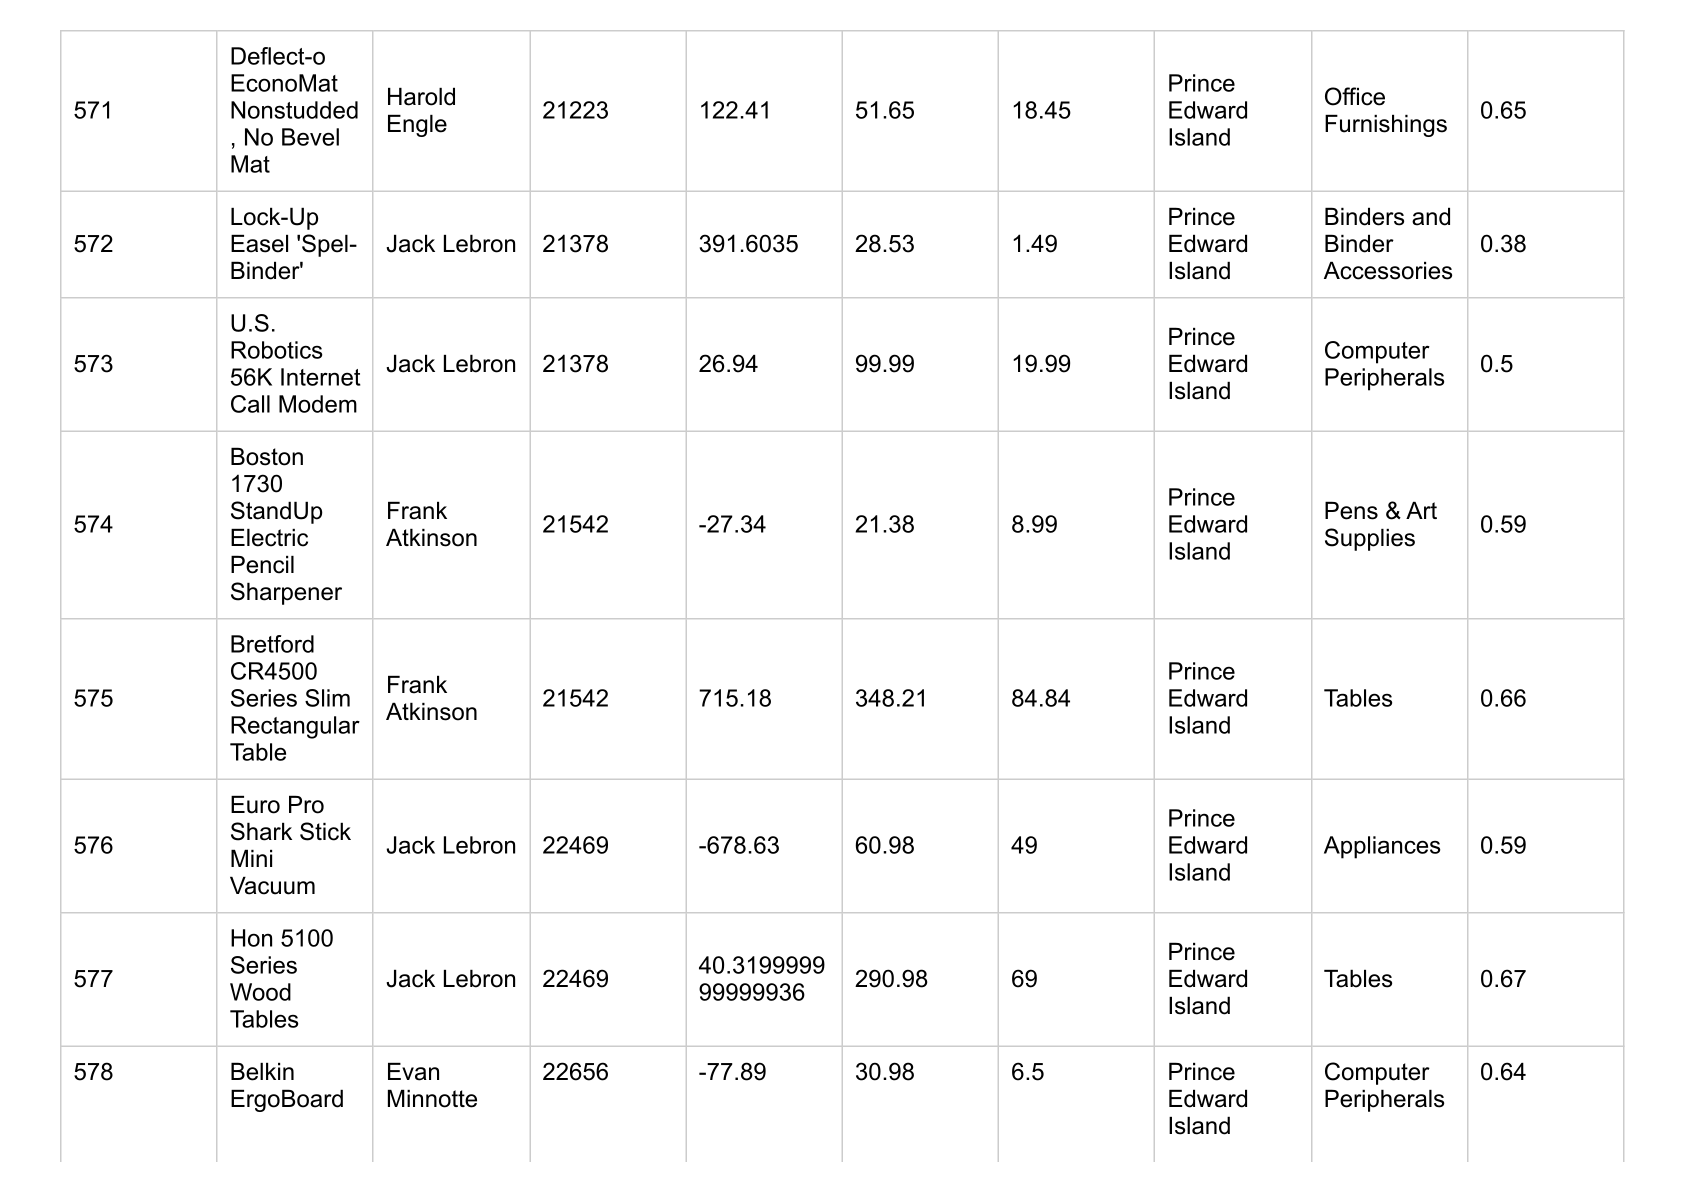 571
Deflect-o
EconoMat
Nonstudded
, No Bevel
Mat
Harold
Engle
21223
122.41
51.65
18.45
Prince
Edward
Island
Office
Furnishings
0.65
572
Lock-Up
Easel 'Spel-
Binder'
Jack Lebron
21378
391.6035
28.53
1.49
Prince
Edward
Island
Binders and
Binder
Accessories
0.38
573
U.S.
Robotics
56K Internet
Call Modem
Jack Lebron
21378
26.94
99.99
19.99
Prince
Edward
Island
Computer
Peripherals
0.5
574
Boston
1730
StandUp
Electric
Pencil
Sharpener
Frank
Atkinson
21542
-27.34
21.38
8.99
Prince
Edward
Island
Pens & Art
Supplies
0.59
575
Bretford
CR4500
Series Slim
Rectangular
Table
Frank
Atkinson
21542
715.18
348.21
84.84
Prince
Edward
Island
Tables
0.66
576
Euro Pro
Shark Stick
Mini
Vacuum
Jack Lebron
22469
-678.63
60.98
49
Prince
Edward
Island
Appliances
0.59
577
Hon 5100
Series
Wood
Tables
Jack Lebron
22469
40.3199999
99999936
290.98
69
Prince
Edward
Island
Tables
0.67
578
Belkin
ErgoBoard
Evan
Minnotte
22656
-77.89
30.98
6.5
Prince
Edward
Island
Computer
Peripherals
0.64